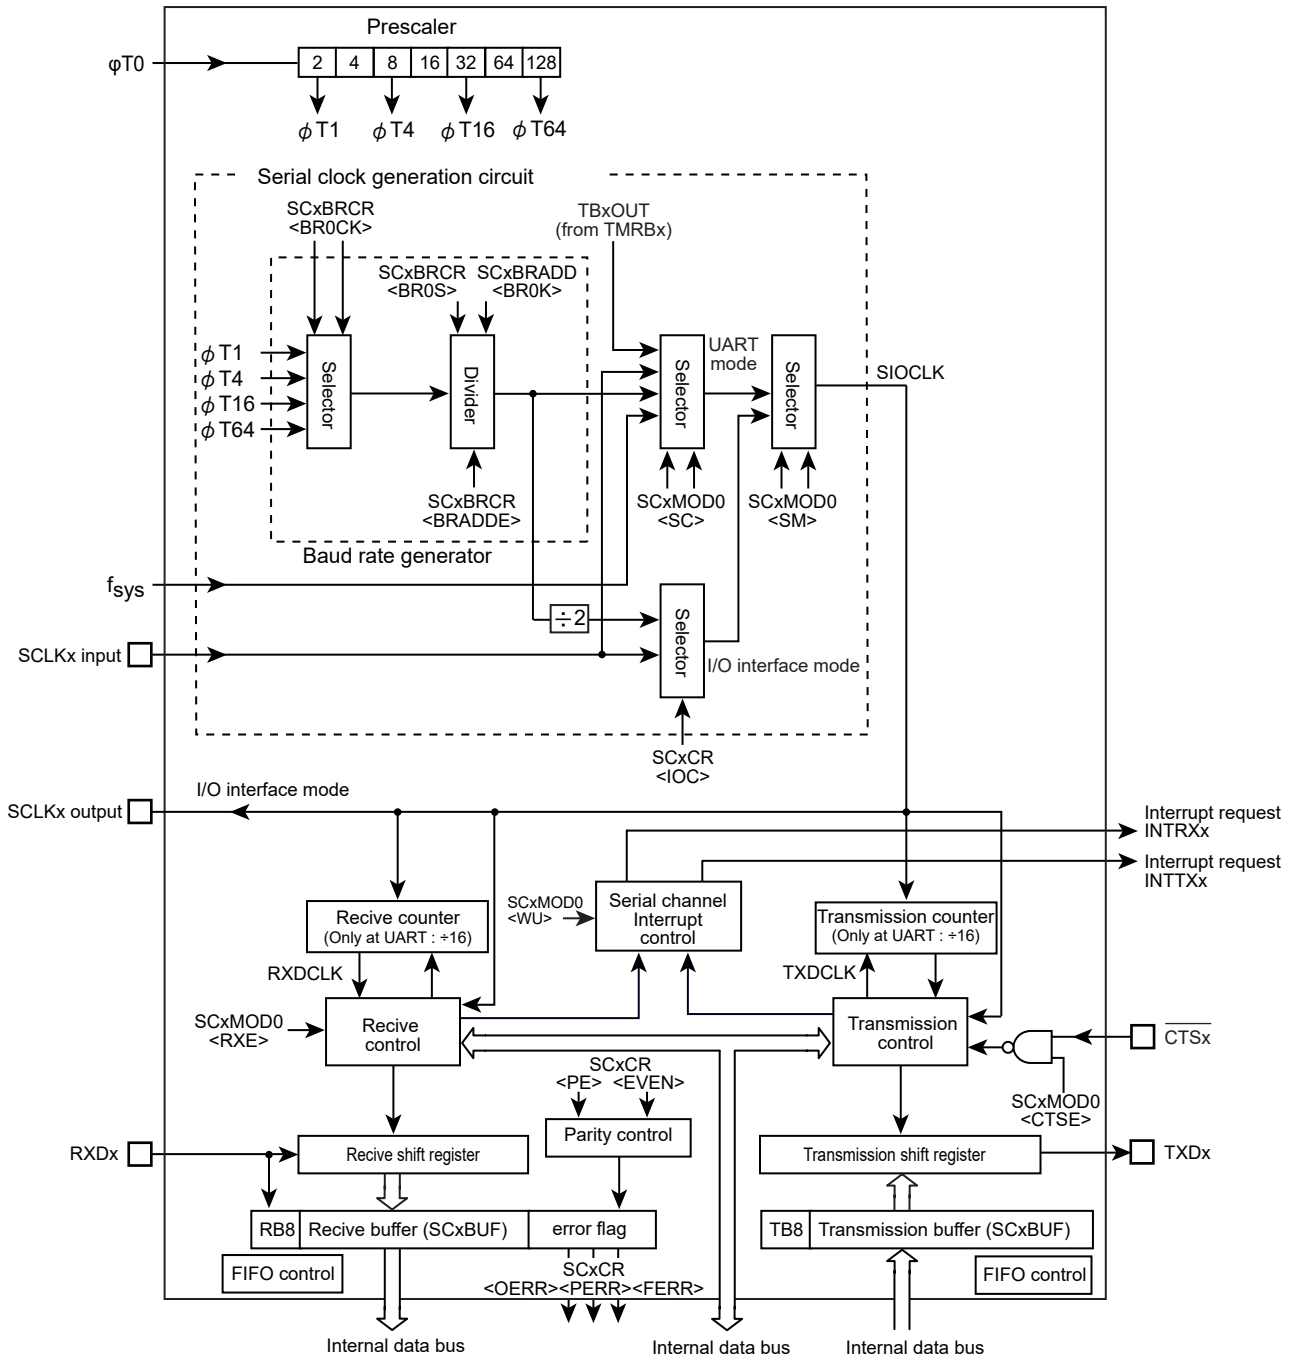 Prescaler
φT0
2 4 8 16 32 64 128
ϕT1 ϕT4 ϕT16 ϕT64
Serial clock generation circuit
SCxBRCR
<BR0CK>
TBxOUT
(from TMRBx)
SCxBRCR
<BR0S>
SCxBRADD
<BR0K>
ϕT1
ϕT4
ϕT16
ϕT64
Selector
Divider
Selector
UART
mode
Selector
SIOCLK
SCxBRCR
<BRADDE>
SCxMOD0
<SC>
SCxMOD0
<SM>
Baud rate generator
fsys
÷2
Selector
SCLKx input
I/O interface mode
SCxCR
<IOC>
I/O interface mode
SCLKx output
Interrupt request
INTRXx
Interrupt request
INTTXx
SCxMOD0
<WU>
Serial channel
Interrupt
control
Recive counter
(Only at UART : ÷16)
Transmission counter
(Only at UART : ÷16)
RXDCLK
TXDCLK
SCxMOD0
<RXE>
Recive
control
Transmission
control
CTSx
SCxMOD0
<CTSE>
SCxCR
<PE> <EVEN>
Parity control
RXDx
Recive shift register
Transmission shift register
TXDx
RB8 Recive buffer (SCxBUF) error flag
TB8 Transmission buffer (SCxBUF)
FIFO control
SCxCR
<OERR><PERR><FERR>
FIFO control
Internal data bus
Internal data bus
Internal data bus